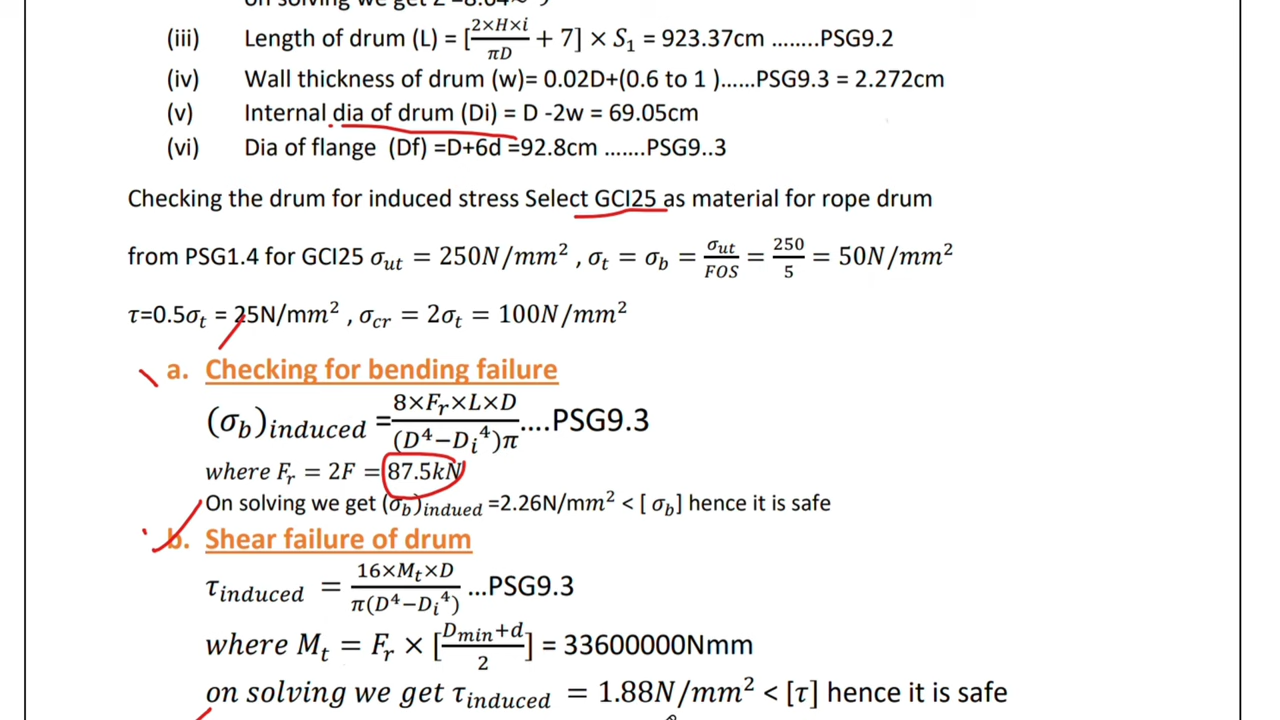 (iii) Length of drum (L) = [2×H×i/πD + 7] × S₁ = 923.37cm ........PSG9.2
(iv) Wall thickness of drum (w)= 0.02D+(0.6 to 1 )......PSG9.3 = 2.272cm
(v) Internal dia of drum (Di) = D -2w = 69.05cm
(vi) Dia of flange (Df) =D+6d =92.8cm .......PSG9..3
Checking the drum for induced stress Select GCI25 as material for rope drum
from PSG1.4 for GCI25 σut = 250N/mm² , σt = σb = σut/FOS = 250/5 = 50N/mm²
τ=0.5σt = 25N/mm² , σcr = 2σt = 100N/mm²
a. Checking for bending failure
(σb)induced = 8×Fr×L×D/(D⁴−Di⁴)π ....PSG9.3
where Fr = 2F = 87.5kN
On solving we get (σb)indued =2.26N/mm² < [ σb] hence it is safe
b. Shear failure of drum
τinduced = 16×Mt×D/π(D⁴−Di⁴) ...PSG9.3
where Mt = Fr × [Dmin+d/2] = 33600000Nmm
on solving we get τinduced = 1.88N/mm² < [τ] hence it is safe